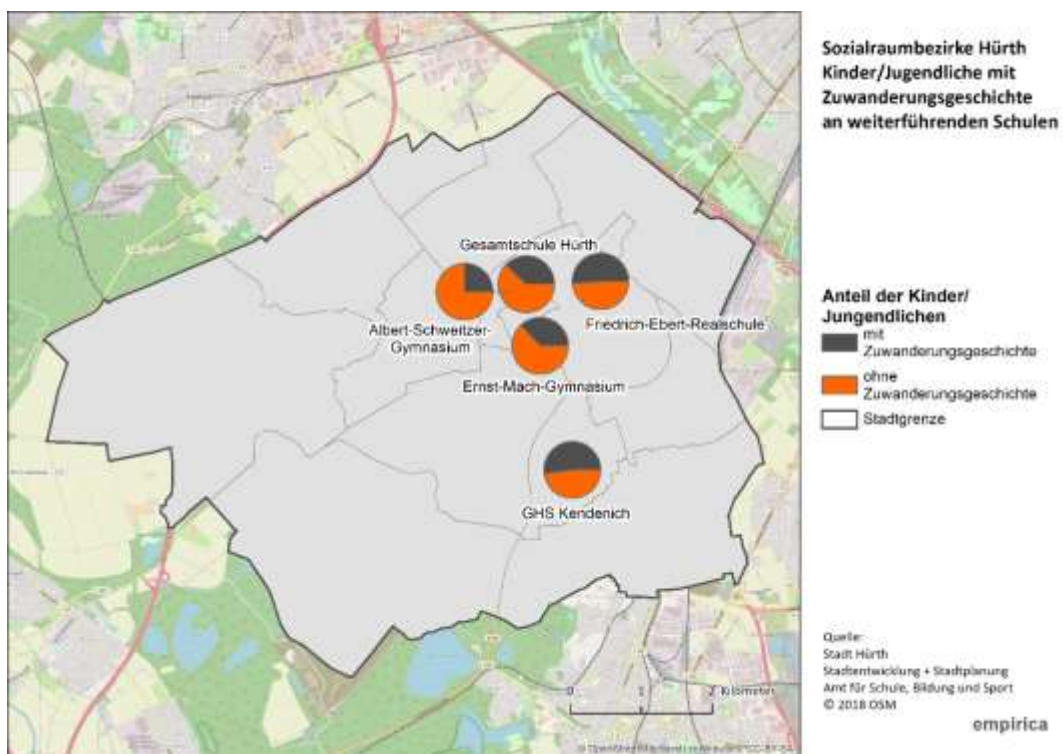 Sozialraumbezirke Hürth
Kinder/Jugendliche mit
Zuwanderungsgeschichte
an weiterführenden Schulen
Gesamtschule Hürth
Albert-Schweitzer-
Gymnasium
Friedrich-Ebert-Realschule
Ernst-Mach-Gymnasium
GHS Kendenich
Anteil der Kinder/
Jungendlichen
mit
Zuwanderungsgeschichte
ohne
Zuwanderungsgeschichte
Stadtgrenze
0 1 2 Kilometer
Quelle:
Stadt Hürth
Stadtentwicklung + Stadtplanung
Amt für Schule, Bildung und Sport
© 2018 OSM
empirica